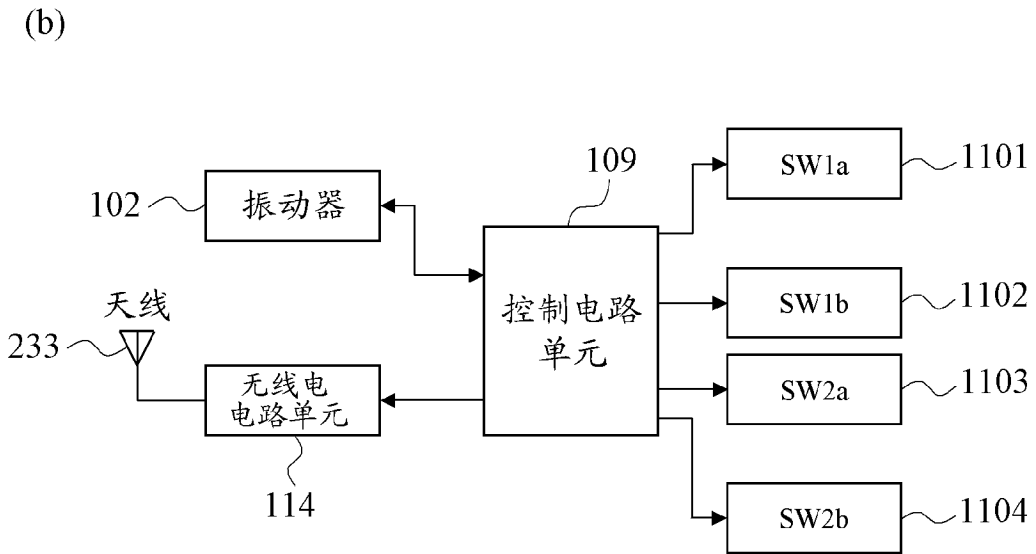 (b)
1101
SW1a
109
102
振动器
控制电路
单元
1102
SW1b
天线
233
无线电
电路单元
1103
SW2a
114
SW2b
1104